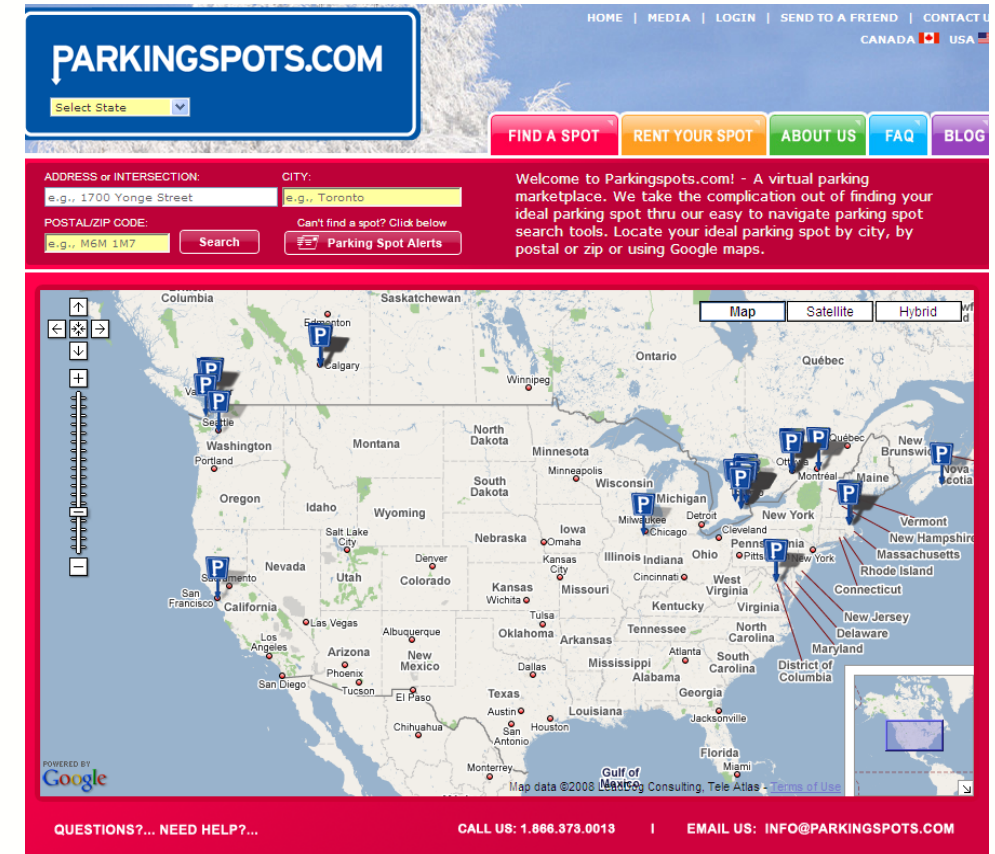 HOME | MEDIA | LOGIN | SEND TO A FRIEND | CONTACT U
CANADA USA
PARKINGSPOTS.COM
Select State
FIND A SPOT
RENT YOUR SPOT
ABOUT US
FAQ
BLOG
ADDRESS or INTERSECTION:
CITY:
e.g., 1700 Yonge Street
e.g., Toronto
POSTAL/ZIP CODE:
Can't find a spot? Click below
e.g., M6M 1M7
Search
Parking Spot Alerts
Welcome to Parkingspots.com! - A virtual parking
marketplace. We take the complication out of finding your
ideal parking spot thru our easy to navigate parking spot
search tools. Locate your ideal parking spot by city, by
postal or zip or using Google maps.
Columbia
Saskatchewan
Map
Satellite
Hybrid
Edmonton
P
Calgary
Ontario
Québec
Winnipeg
P
P
P
Seattle
Washington
Portland
Montana
North
Dakota
Minnesota
Minneapolis
P
P
Québec
Montréal
New
Brunswi
P
Nova
Scotia
Maine
Oregon
Idaho
Wyoming
South
Dakota
Wisconsin
Michigan
P
P
P
Milwaukee
Chicago
Detroit
New York
Cleveland
Vermont
New Hampshire
Massachusetts
Rhode Island
Connecticut
New Jersey
Delaware
Maryland
District of
Columbia
Salt Lake
City
Nebraska
Iowa
Omaha
Illinois
Indiana
Ohio
P
New York
P
Sacramento
San
Francisco
California
Nevada
Utah
Denver
Colorado
Kansas
Wichita
Kansas
City
Missouri
Cincinnati
West
Virginia
Kentucky
Virginia
Las Vegas
Los
Angeles
San Diego
Arizona
Phoenix
Tucson
Albuquerque
New
Mexico
El Paso
Tulsa
Oklahoma
Arkansas
Tennessee
North
Carolina
Atlanta
South
Carolina
Dallas
Mississippi
Alabama
Georgia
Texas
Austin
San
Antonio
Houston
Louisiana
Jacksonville
Chihuahua
Florida
Miami
Monterrey
Gulf of
Mexico
POWERED BY
Google
Map data ©2008 LeadDog Consulting, Tele Atlas - Terms of Use
QUESTIONS?... NEED HELP?...
CALL US: 1.866.373.0013 | EMAIL US: INFO@PARKINGSPOTS.COM